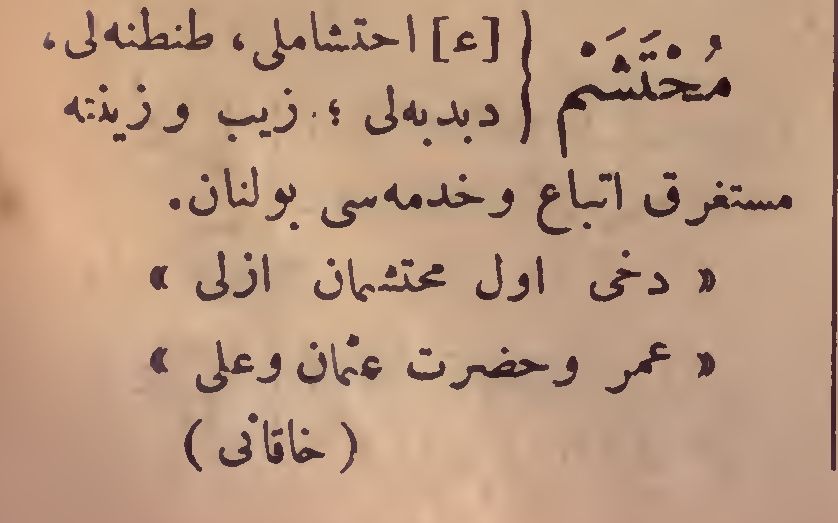 مُحْتَشَم } [ع] احتشاملی، طنطنه‌لی،
دبدبه‌لی ؛ زیب و زینته
مستغرق اتباع وخدمه‌سی بولنان.
« دخی اول محتشمان ازلی »
« عمر وحضرت عثمان وعلی »
( خاقانی )